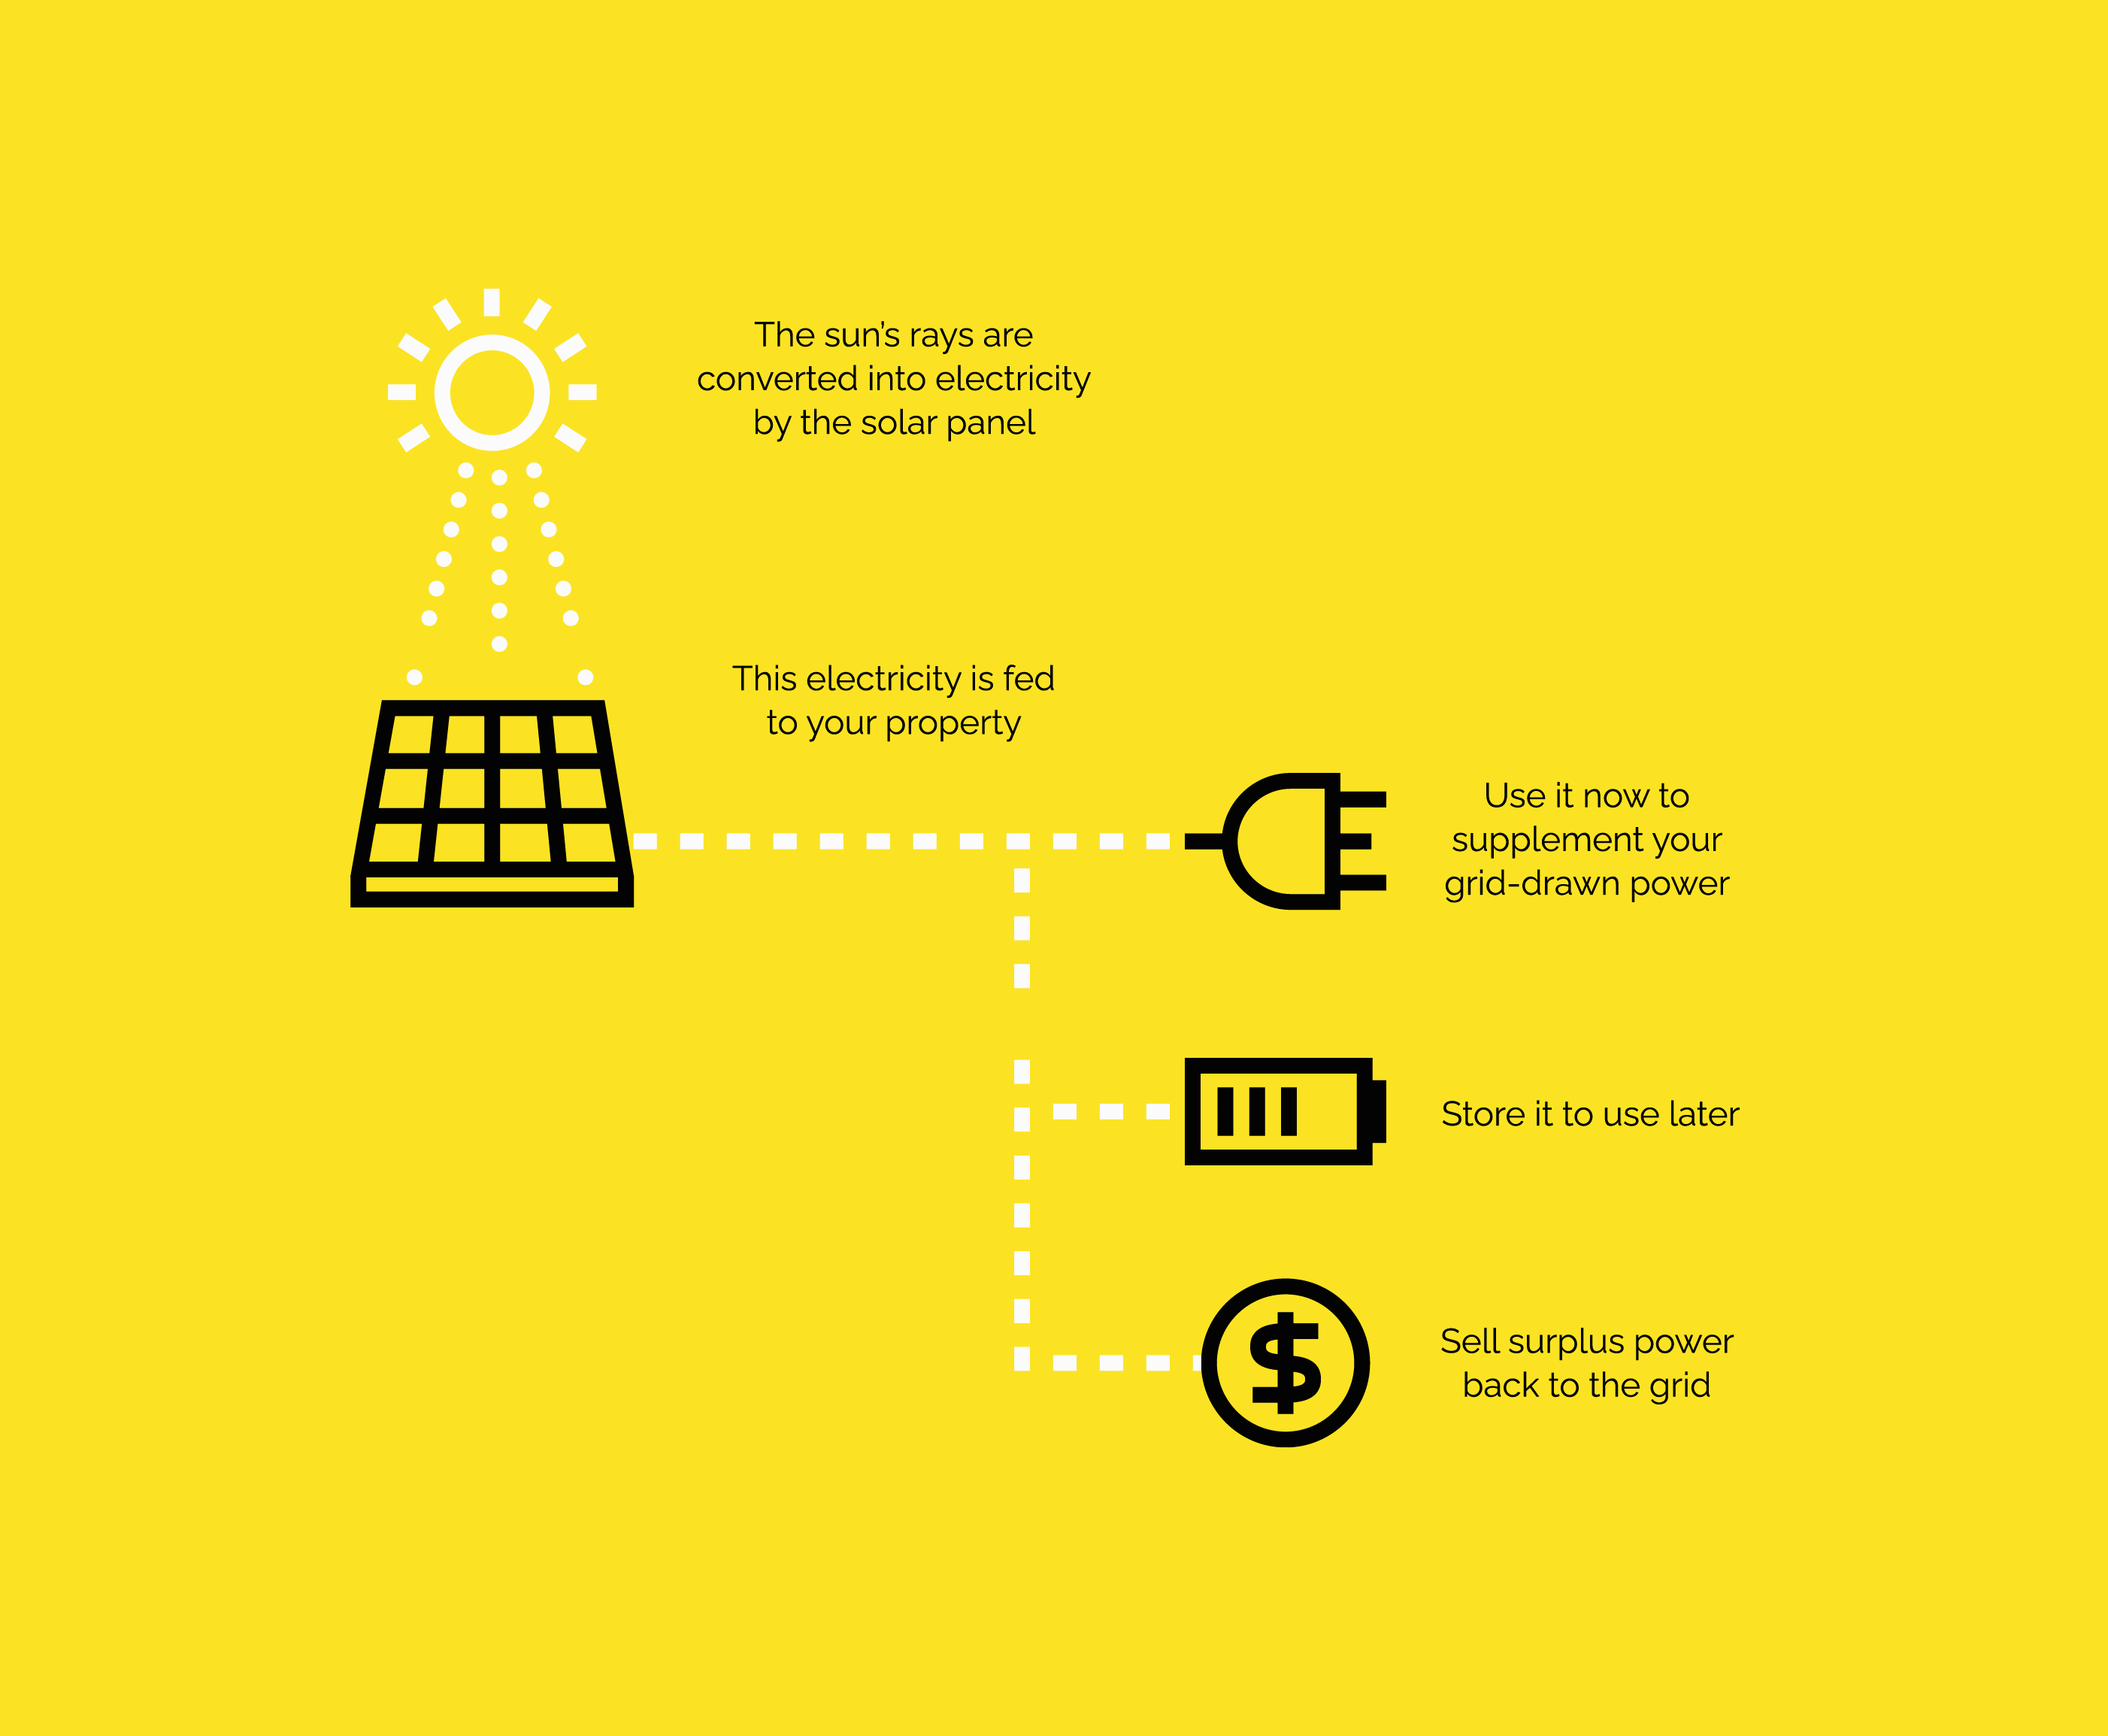 The sun’s rays are
converted into electricity
by the solar panel
This electricity is fed
to your property
Use it now to
supplement your
grid-drawn power
Store it to use later
$
Sell surplus power
back to the grid